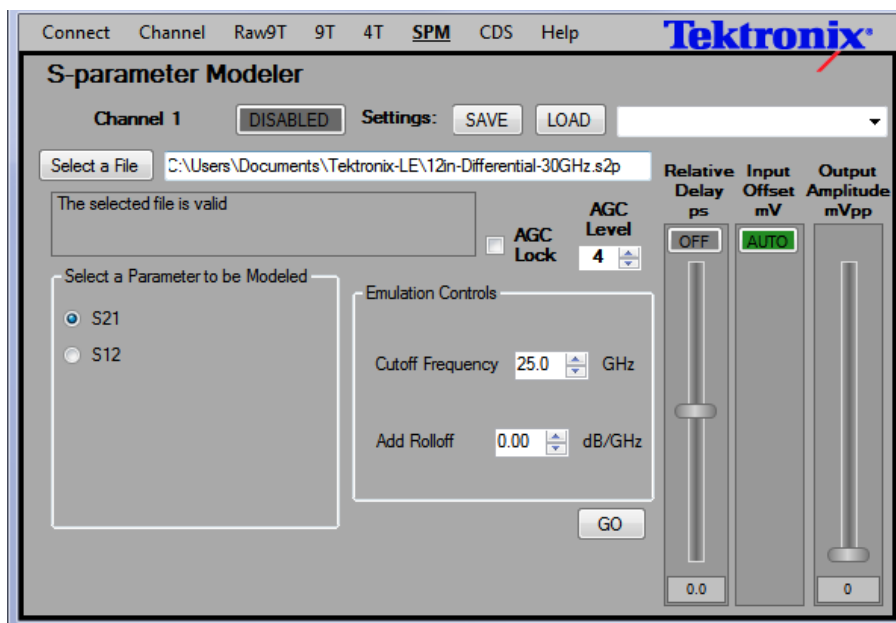 Connect Channel Raw9T 9T 4T SPM CDS Help Tektronix
S-parameter Modeler
Channel 1 DISABLED Settings: SAVE LOAD
Select a File C:\Users\Documents\Tektronix-LE\12in-Differential-30GHz.s2p
The selected file is valid
AGC Lock
AGC Level
4
Relative Delay ps
Input Offset mV
Output Amplitude mVpp
OFF AUTO
Select a Parameter to be Modeled
S21
S12
Emulation Controls
Cutoff Frequency 25.0 GHz
Add Rolloff 0.00 dB/GHz
GO
0.0 0